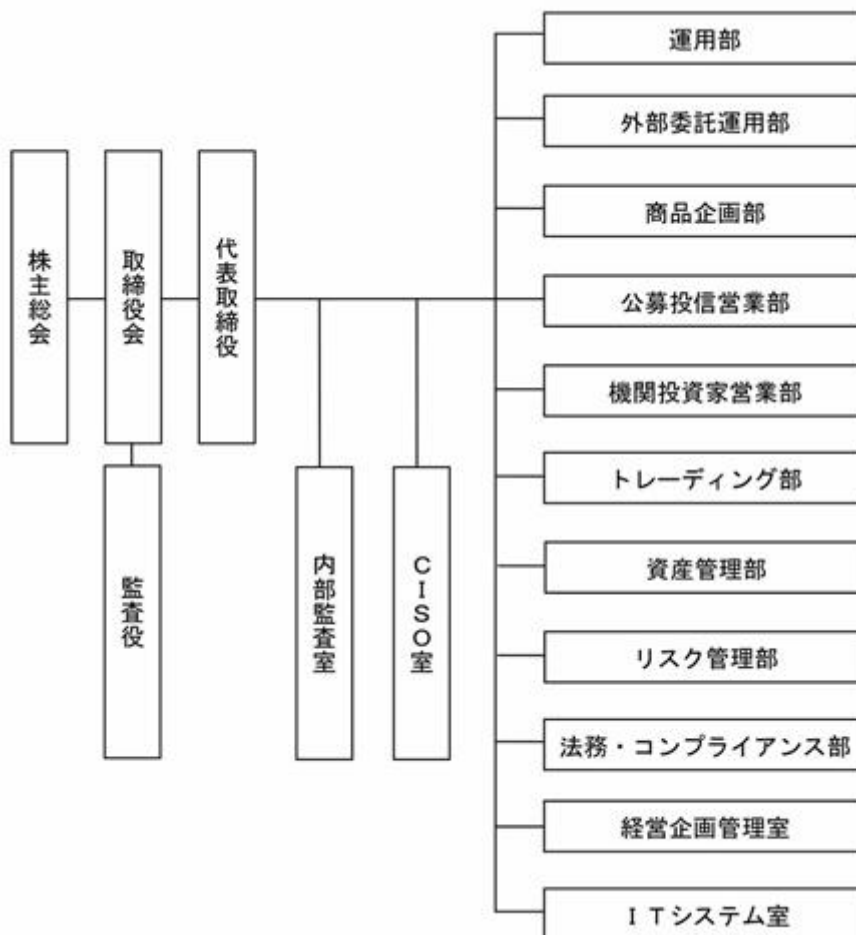 株主総会
取締役会
代表取締役
監査役
内部監査室
ＣＩＳＯ室
運用部
外部委託運用部
商品企画部
公募投信営業部
機関投資家営業部
トレーディング部
資産管理部
リスク管理部
法務・コンプライアンス部
経営企画管理室
ＩＴシステム室